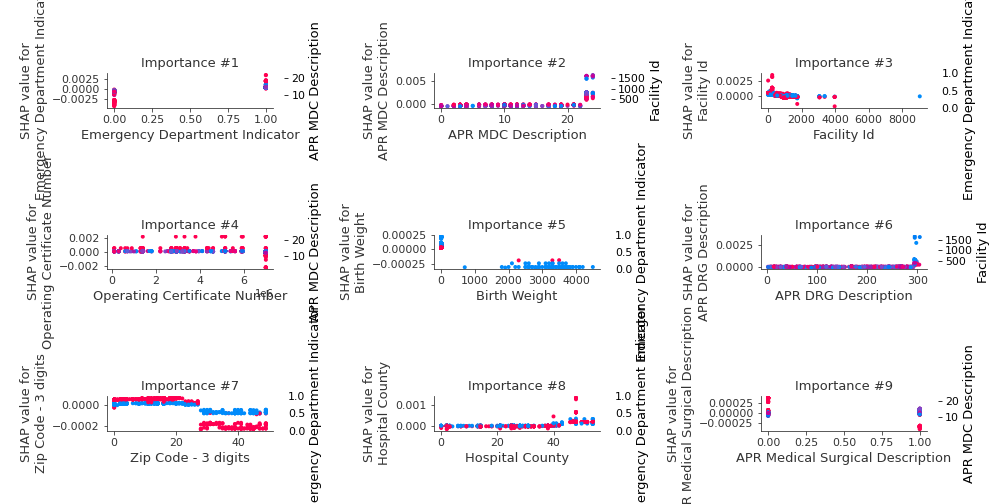 Importance #1
SHAP value for
Emergency Department Indica
0.0025
0.0000
−0.0025
0.00
0.25
0.50
0.75
1.00
Emergency Department Indicator
20
10
APR MDC Description
Importance #2
SHAP value for
APR MDC Description
0.005
0.000
0
10
20
APR MDC Description
1500
1000
500
Facility Id
Importance #3
SHAP value for
Facility Id
0.0025
0.0000
0
2000
4000
6000
8000
Facility Id
1.0
0.5
0.0
Emergency Department Indica
Importance #4
SHAP value for
Operating Certificate Number
0.002
0.000
−0.002
0
2
4
6
Operating Certificate Number
20
10
APR MDC Description
Importance #5
SHAP value for
Birth Weight
0.00025
0.00000
−0.00025
0
1000
2000
3000
4000
Birth Weight
1.0
0.5
0.0
Emergency Department Indicator
Importance #6
SHAP value for
APR DRG Description
0.0025
0.0000
0
100
200
300
APR DRG Description
1500
1000
500
Facility Id
Importance #7
SHAP value for
Zip Code - 3 digits
0.0000
−0.0002
0
20
40
Zip Code - 3 digits
1.0
0.5
0.0
ergency Department Indicator
Importance #8
SHAP value for
Hospital County
0.001
0.000
0
20
40
Hospital County
1.0
0.5
0.0
ergency Department
Importance #9
SHAP value for
R Medical Surgical Description
0.00025
0.00000
−0.00025
0.00
0.25
0.50
0.75
1.00
APR Medical Surgical Description
20
10
APR MDC Description